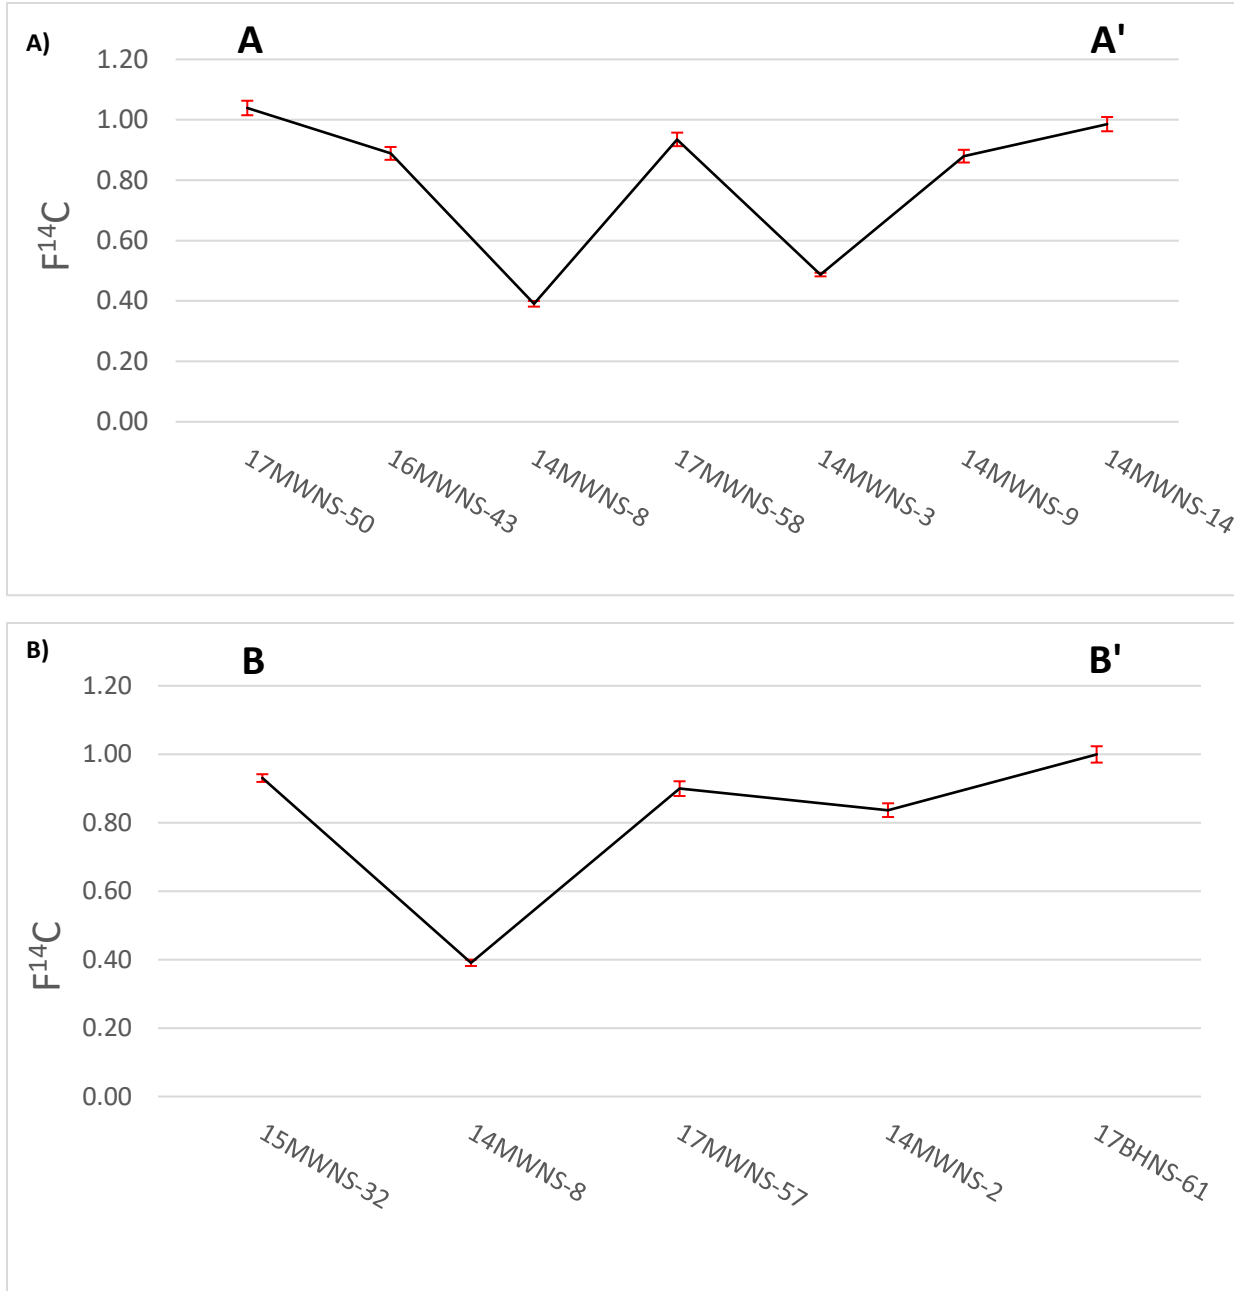 A)
A
A'
1.20
1.00
0.80
0.60
0.40
0.20
0.00
F¹⁴C
17MWNS-50
16MWNS-43
14MWNS-8
17MWNS-58
14MWNS-3
14MWNS-9
14MWNS-14
B)
B
B'
1.20
1.00
0.80
0.60
0.40
0.20
0.00
F¹⁴C
15MWNS-32
14MWNS-8
17MWNS-57
14MWNS-2
17BHNS-61